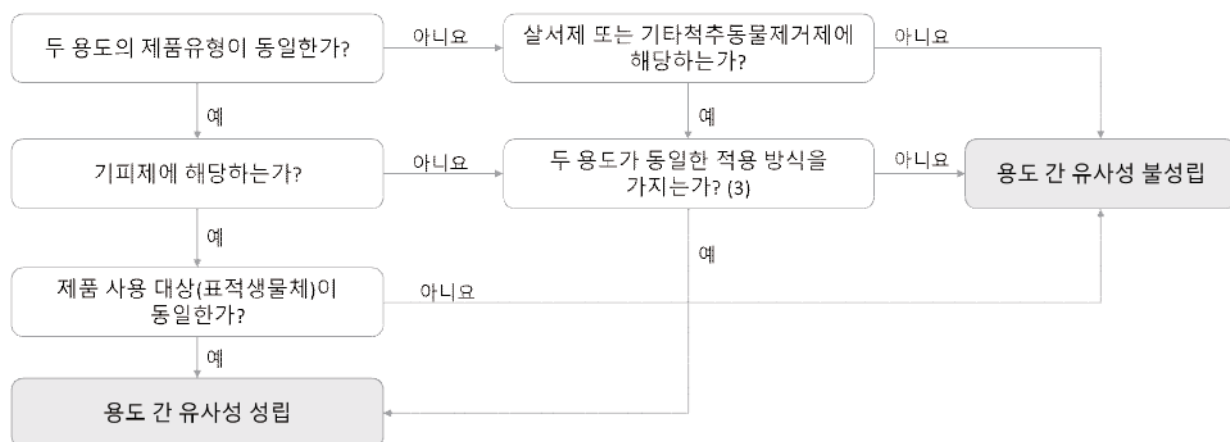 두 용도의 제품유형이 동일한가?
아니요
살서제 또는 기타척추동물제거제에
해당하는가?
아니요
예
예
기피제에 해당하는가?
아니요
두 용도가 동일한 적용 방식을
가지는가? (3)
아니요
용도 간 유사성 불성립
예
예
제품 사용 대상(표적생물체)이
동일한가?
아니요
예
용도 간 유사성 성립